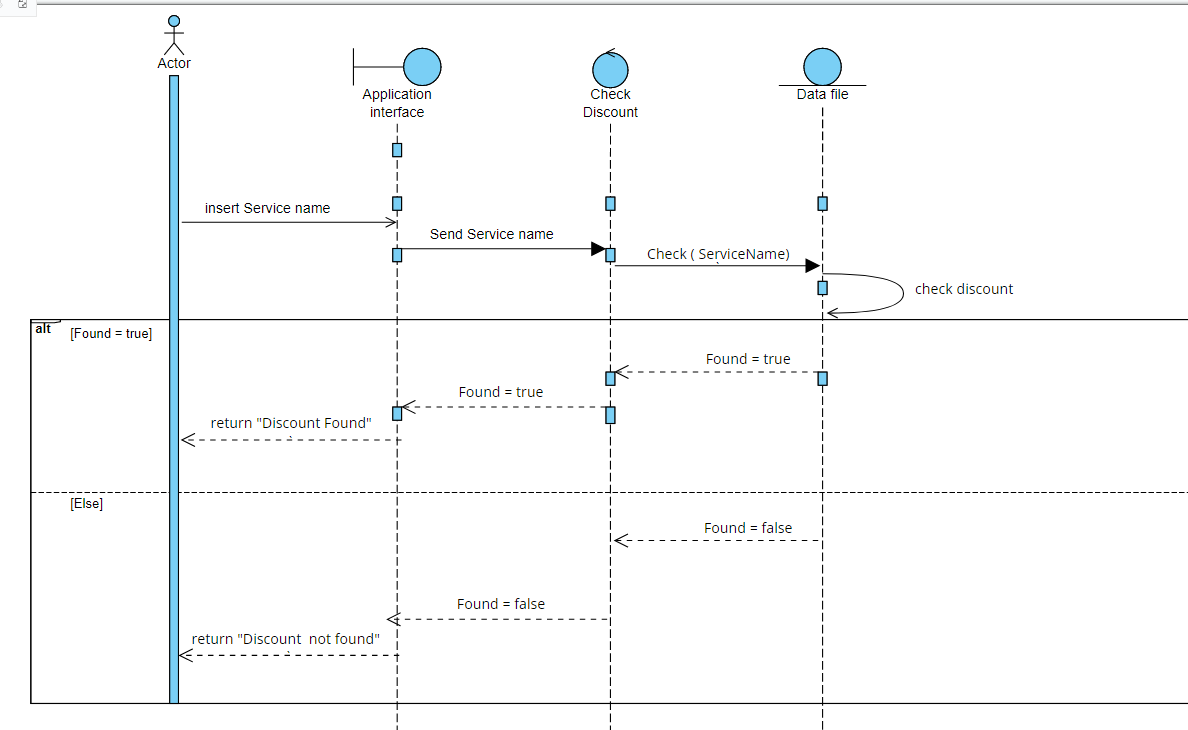 Actor
Application
interface
Check
Discount
Data file
insert Service name
Send Service name
Check ( ServiceName)
check discount
alt
[Found = true]
Found = true
Found = true
return "Discount Found"
[Else]
Found = false
Found = false
return "Discount  not found"